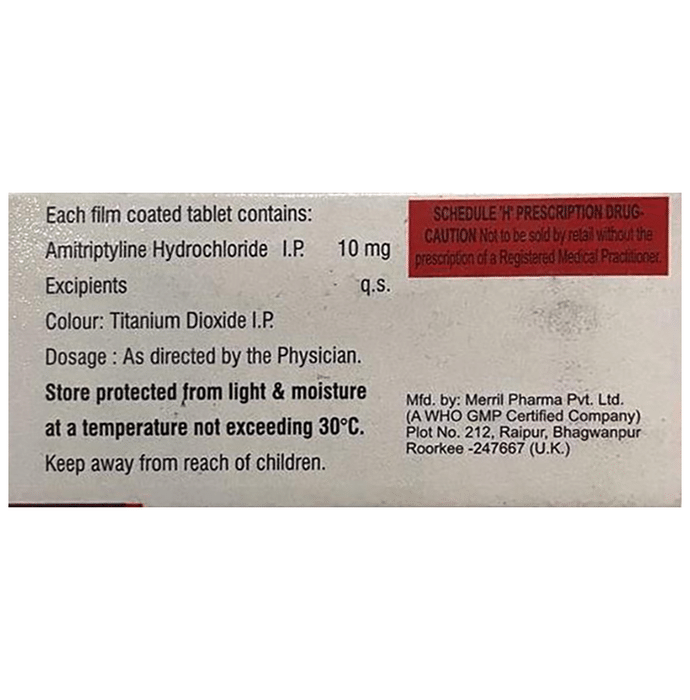 Each film coated tablet contains:
Amitriptyline Hydrochloride I.P. 10 mg
Excipients q.s.
Colour: Titanium Dioxide I.P.
Dosage : As directed by the Physician.
Store protected from light & moisture
at a temperature not exceeding 30°C.
Keep away from reach of children.
SCHEDULE 'H' PRESCRIPTION DRUG-
CAUTION Not to be sold by retail without the
prescription of a Registered Medical Practitioner.
Mfd. by: Merril Pharma Pvt. Ltd.
(A WHO GMP Certified Company)
Plot No. 212, Raipur, Bhagwanpur
Roorkee -247667 (U.K.)